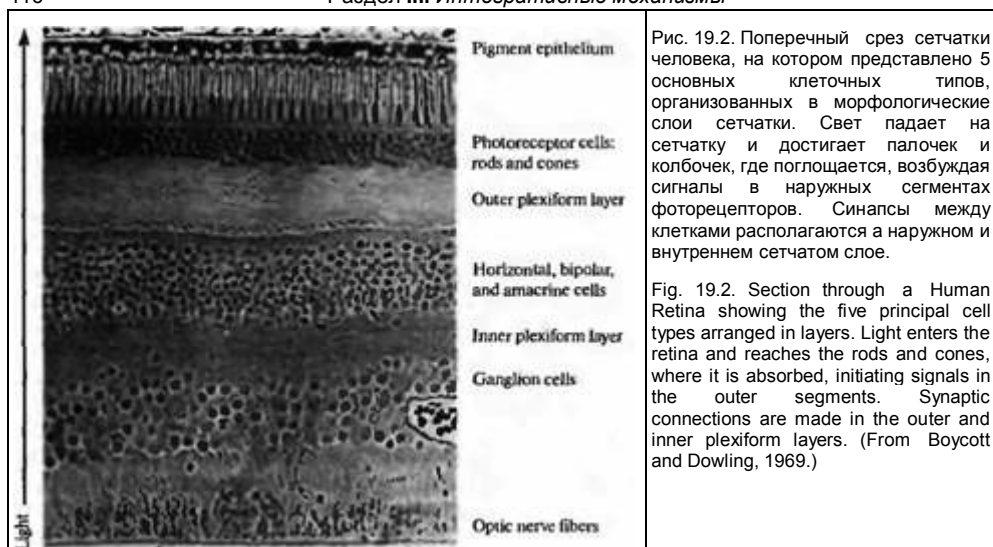 Раздел III. Интегративные механизмы
Pigment epithelium
Photoreceptor cells:
rods and cones
Outer plexiform layer
Horizontal, bipolar,
and amacrine cells
Inner plexiform layer
Ganglion cells
Optic nerve fibers
Light
Рис. 19.2. Поперечный срез сетчатки
человека, на котором представлено 5
основных клеточных типов,
организованных в морфологические
слои сетчатки. Свет падает на
сетчатку и достигает палочек и
колбочек, где поглощается, возбуждая
сигналы в наружных сегментах
фоторецепторов. Синапсы между
клетками располагаются а наружном и
внутреннем сетчатом слое.
Fig. 19.2. Section through a Human
Retina showing the five principal cell
types arranged in layers. Light enters the
retina and reaches the rods and cones,
where it is absorbed, initiating signals in
the outer segments. Synaptic
connections are made in the outer and
inner plexiform layers. (From Boycott
and Dowling, 1969.)